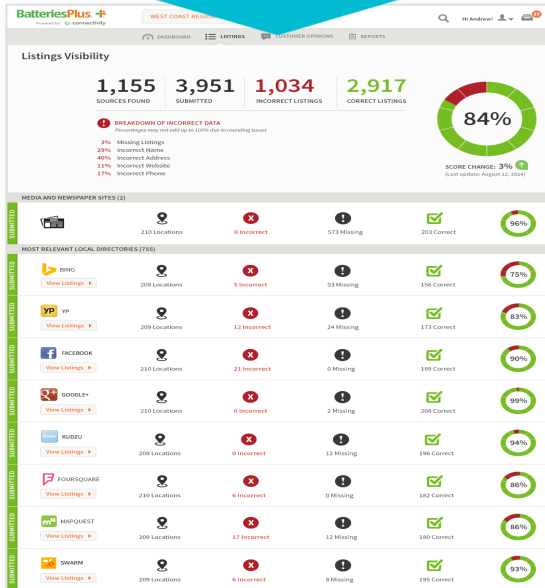 BatteriesPlus
Powered by connectivity
WEST COAST REGION
Hi Andrew!
DASHBOARD
LISTINGS
CUSTOMER OPINIONS
REPORTS
Listings Visibility
1,155 3,951 1,034 2,917
SOURCES FOUND SUBMITTED INCORRECT LISTINGS CORRECT LISTINGS
84%
BREAKDOWN OF INCORRECT DATA
Percentages may not add up to 100% due to rounding issues
3% Missing Listings
29% Incorrect Name
40% Incorrect Address
11% Incorrect Website
17% Incorrect Phone
SCORE CHANGE: 3%
(Last update: August 12, 2014)
MEDIA AND NEWSPAPER SITES (2)
SUBMITTED
210 Locations 0 Incorrect 573 Missing 203 Correct 96%
MOST RELEVANT LOCAL DIRECTORIES (755)
SUBMITTED
BING
View Listings
208 Locations 5 Incorrect 53 Missing 156 Correct 75%
SUBMITTED
YP YP
View Listings
209 Locations 12 Incorrect 24 Missing 173 Correct 83%
SUBMITTED
FACEBOOK
View Listings
210 Locations 21 Incorrect 0 Missing 189 Correct 90%
SUBMITTED
GOOGLE+
View Listings
210 Locations 0 Incorrect 2 Missing 208 Correct 99%
SUBMITTED
KUDZU
View Listings
208 Locations 0 Incorrect 12 Missing 196 Correct 94%
SUBMITTED
FOURSQUARE
View Listings
210 Locations 6 Incorrect 0 Missing 182 Correct 86%
SUBMITTED
MAPQUEST
View Listings
209 Locations 17 Incorrect 12 Missing 180 Correct 86%
SUBMITTED
SWARM
View Listings
209 Locations 6 Incorrect 8 Missing 195 Correct 93%